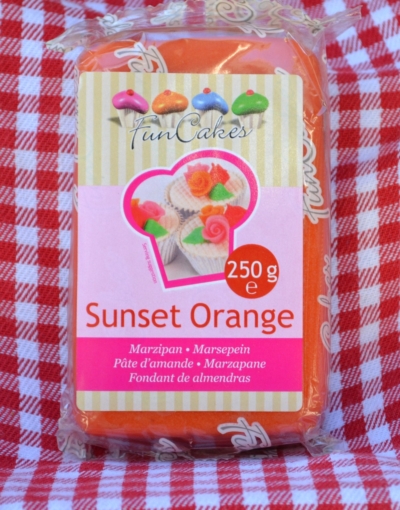 FunCakes
250 g
e
Sunset Orange
Marzipan • Marsepein
Pâte d'amande • Marzapane
Fondant de almendras